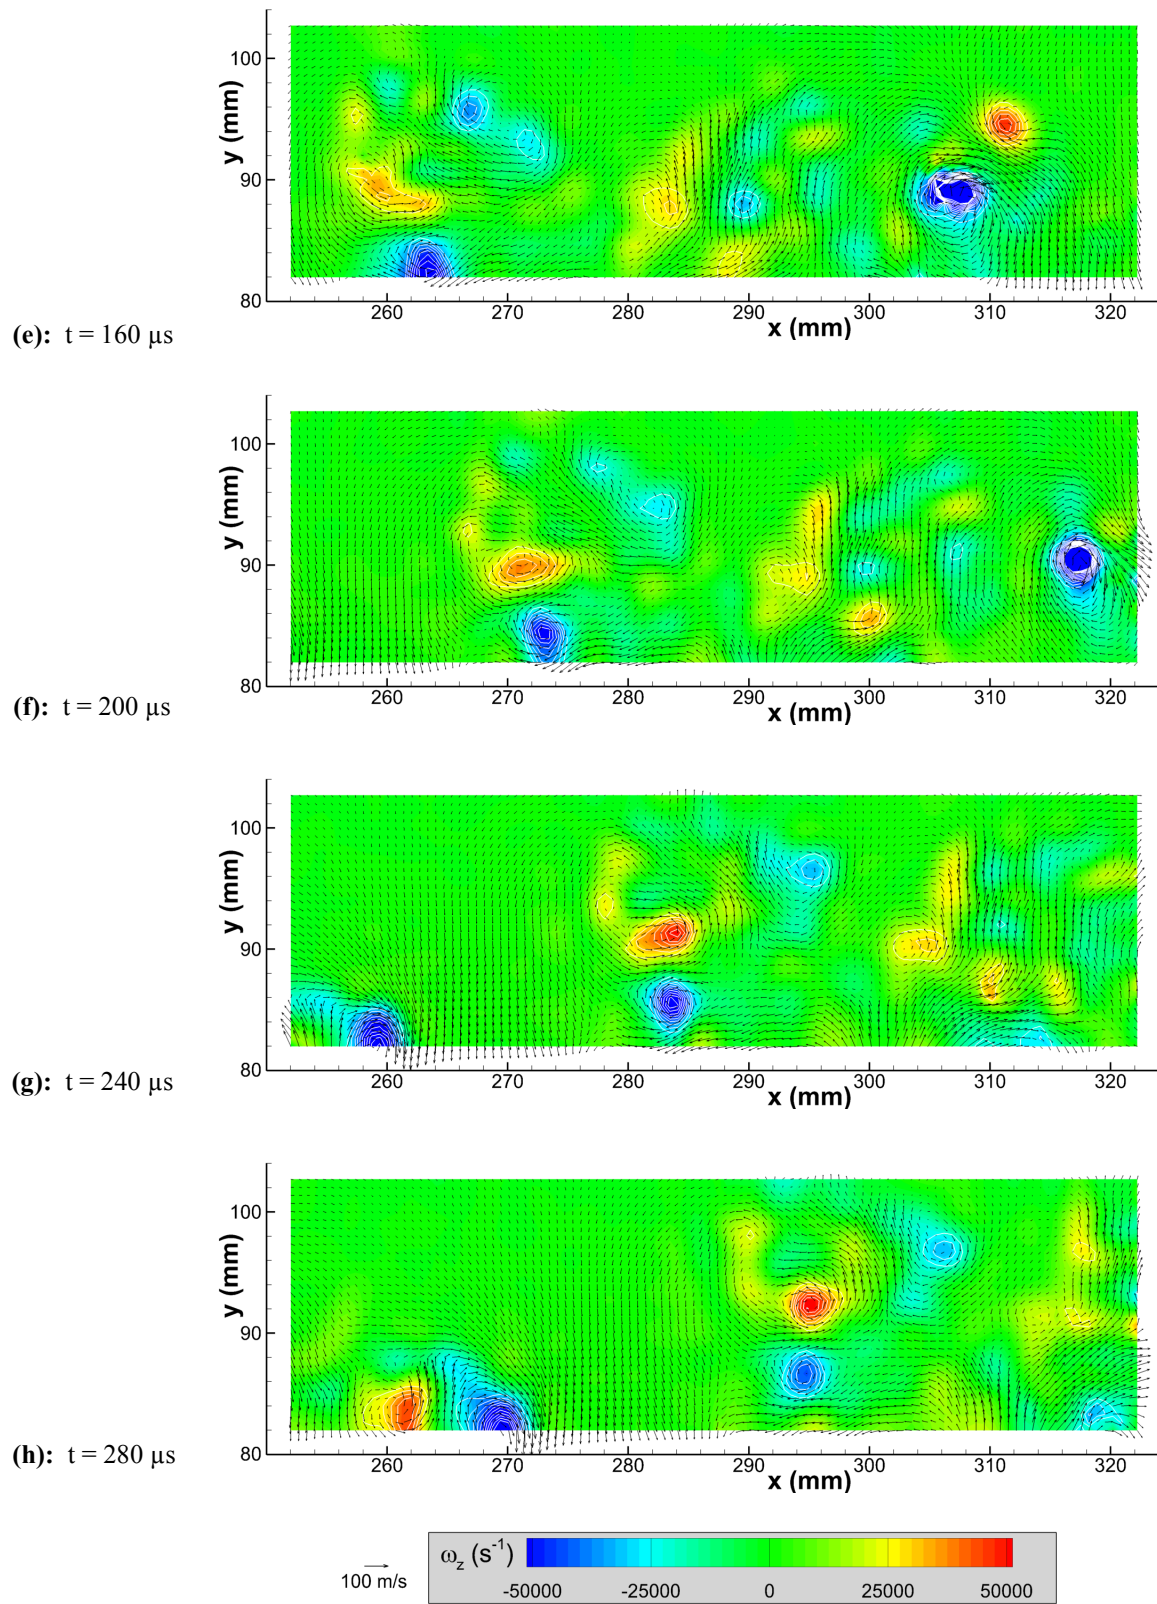 100
90
80
y (mm)
260 270 280 290 300 310 320
x (mm)
(e): t = 160 µs
100
90
80
y (mm)
260 270 280 290 300 310 320
x (mm)
(f): t = 200 µs
100
90
80
y (mm)
260 270 280 290 300 310 320
x (mm)
(g): t = 240 µs
100
90
80
y (mm)
260 270 280 290 300 310 320
x (mm)
(h): t = 280 µs
ω_z (s^-1)
100 m/s
-50000 -25000 0 25000 50000